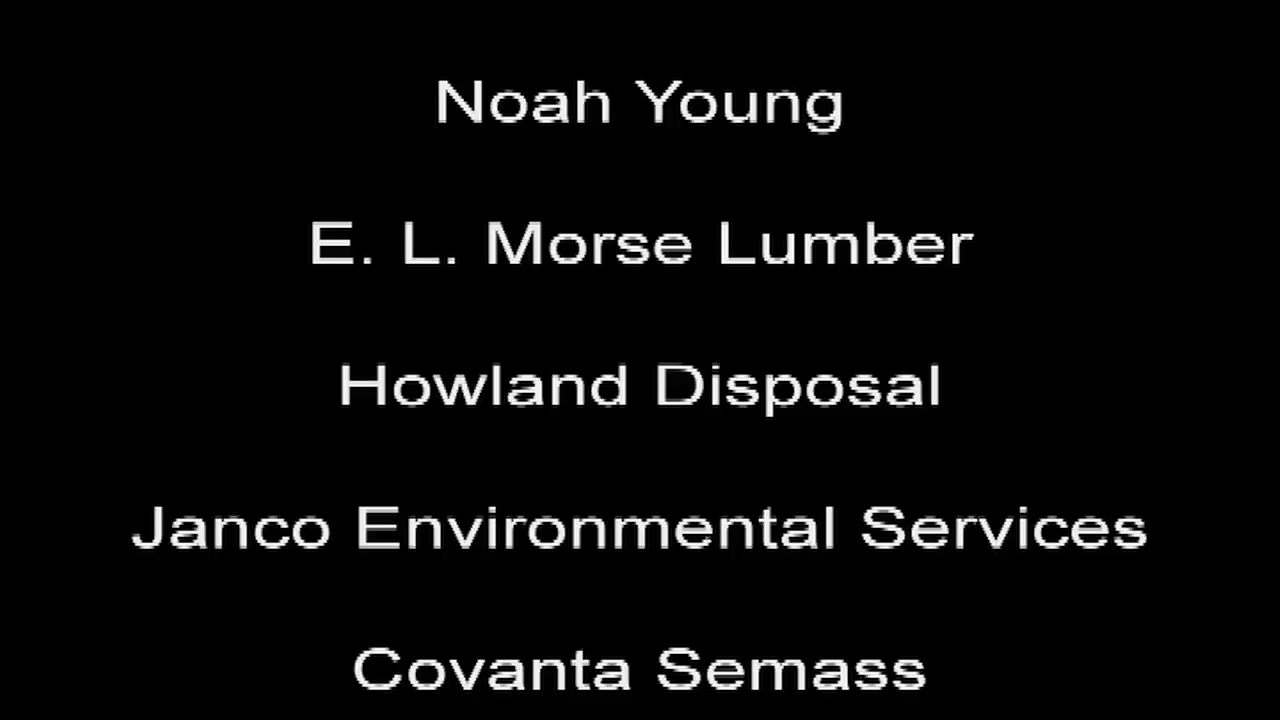 Noah Young
E. L. Morse Lumber
Howland Disposal
Janco Environmental Services
Covanta Semass